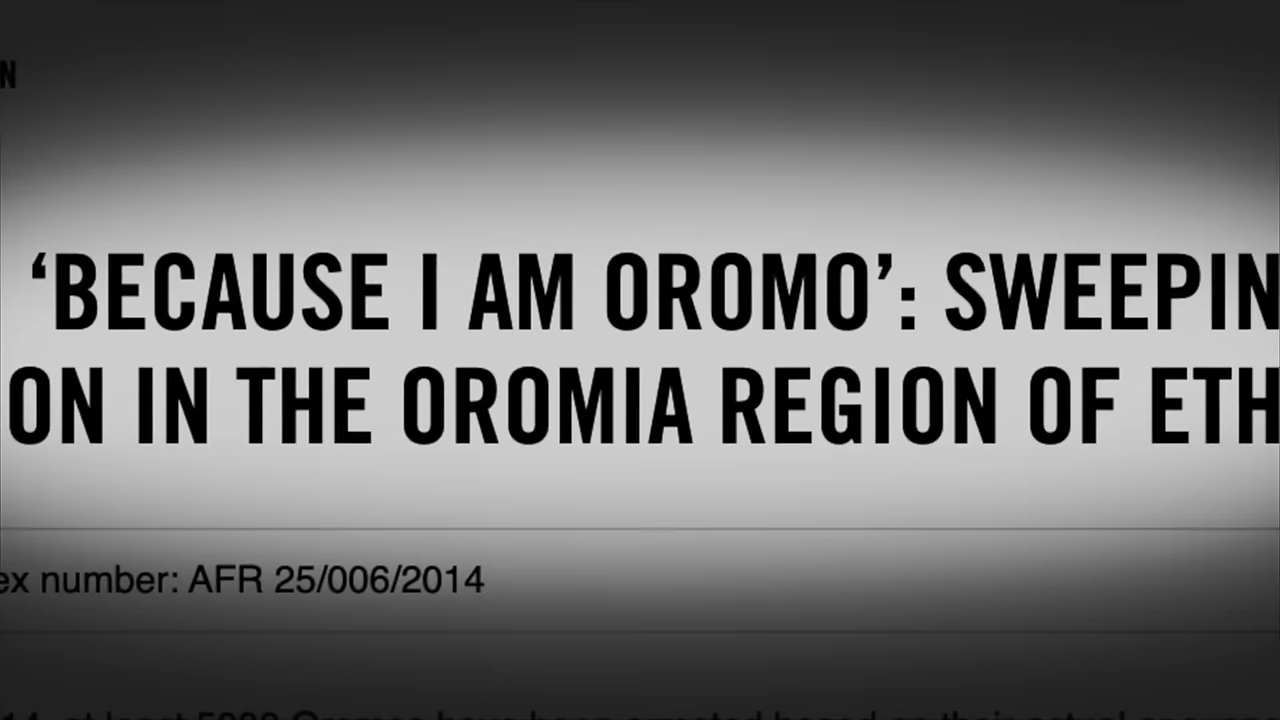 N
‘BECAUSE I AM OROMO’: SWEEPIN
ON IN THE OROMIA REGION OF ETH
ex number: AFR 25/006/2014